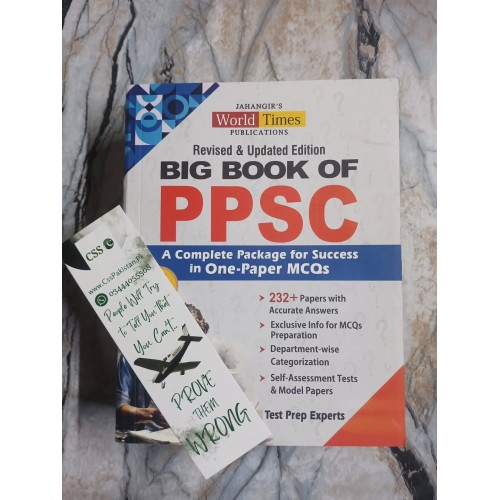 JAHANGIR'S
World Times
PUBLICATIONS
Revised & Updated Edition
BIG BOOK OF
PPSC
A Complete Package for Success
in One-Paper MCQs
232+ Papers with
Accurate Answers
Exclusive Info for MCQs
Preparation
Department-wise
Categorization
Self-Assessment Tests
& Model Papers
Test Prep Experts
CSS
www.CssPakistan.Pk
People Will Try
to Tell You that
You Can't...
PROVE
THEM
WRONG